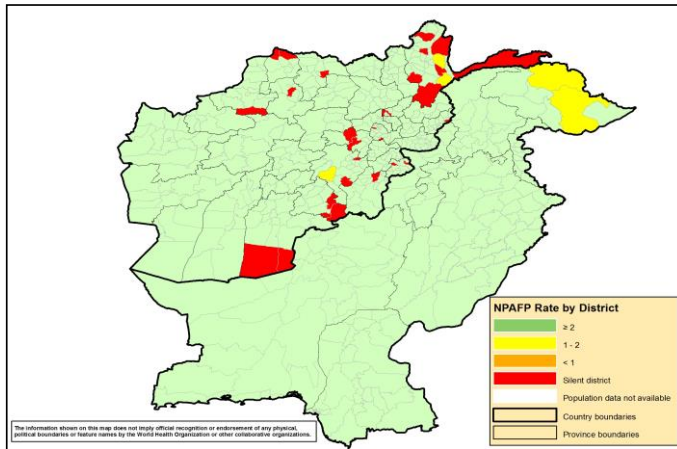 NPAFP Rate by District
≥ 2
1 - 2
< 1
Silent district
Population data not available
Country boundaries
Province boundaries
The information shown on this map does not imply official recognition or endorsement of any physical,
political boundaries or feature names by the World Health Organization or other collaborative organizations.